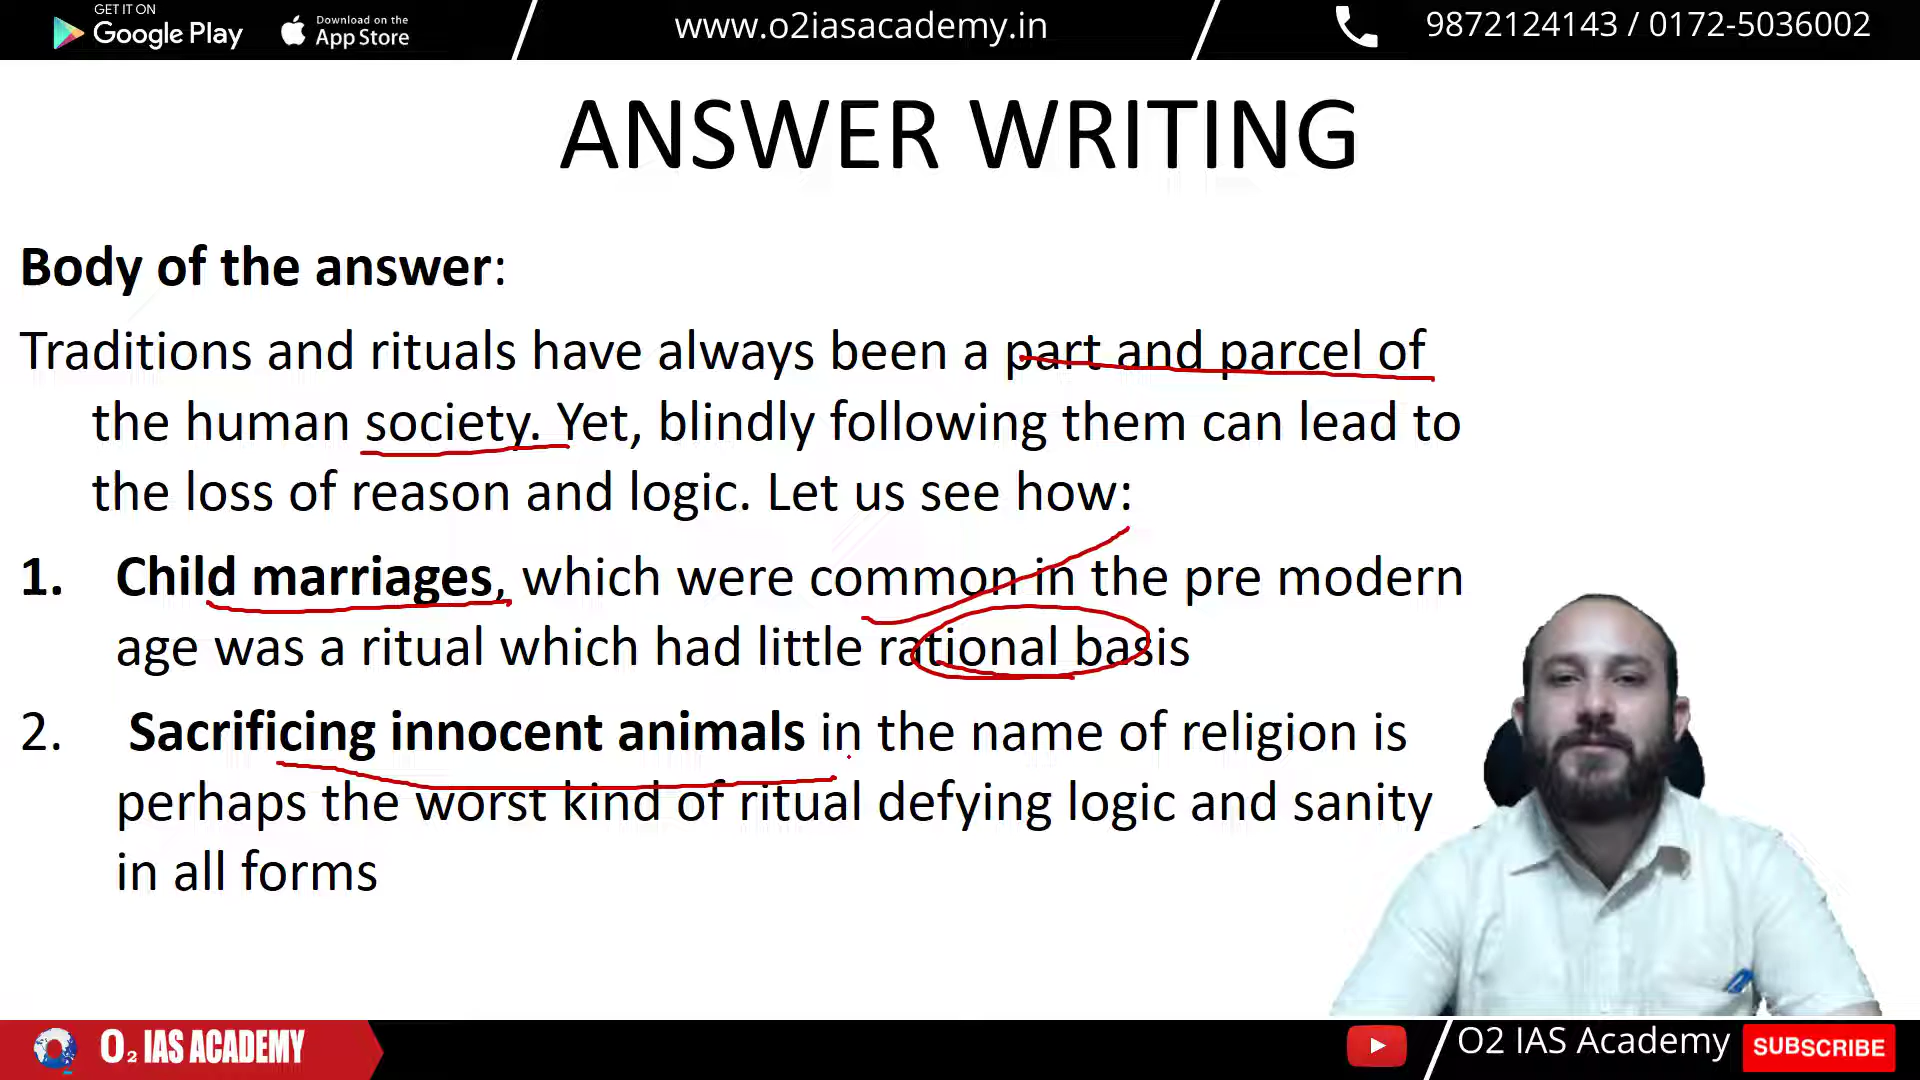 GET IT ON
Google Play
Download on the
App Store
www.o2iasacademy.in
9872124143 / 0172-5036002
ANSWER WRITING
Body of the answer:
Traditions and rituals have always been a part and parcel of
the human society. Yet, blindly following them can lead to
the loss of reason and logic. Let us see how:
1. Child marriages, which were common in the pre modern
age was a ritual which had little rational basis
2. Sacrificing innocent animals in the name of religion is
perhaps the worst kind of ritual defying logic and sanity
in all forms
O2 IAS ACADEMY
O2 IAS Academy
SUBSCRIBE